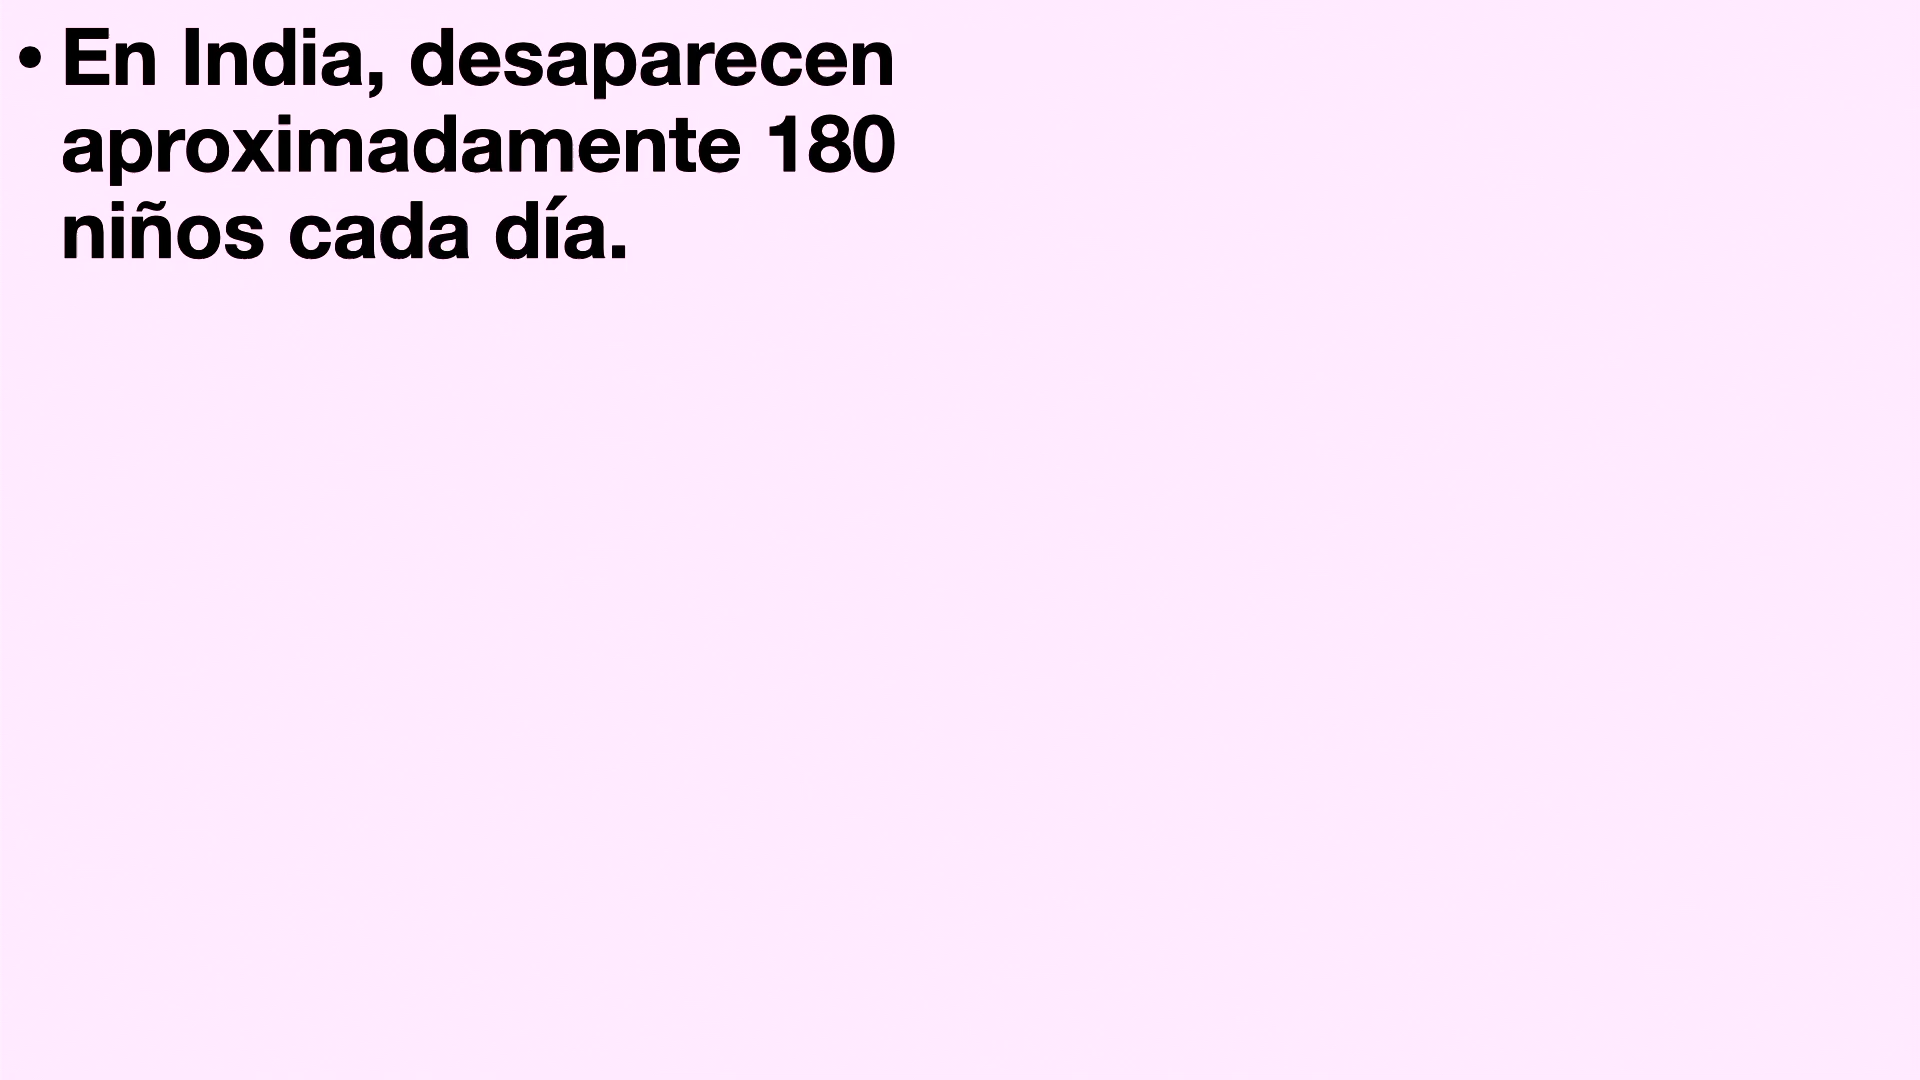 • En India, desaparecen
aproximadamente 180
niños cada día.